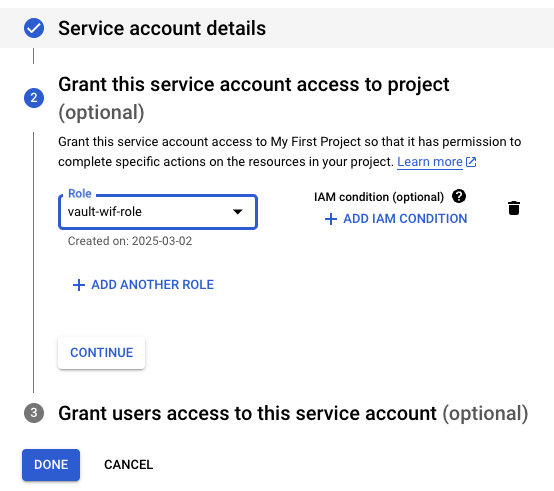 Service account details
2
Grant this service account access to project
(optional)
Grant this service account access to My First Project so that it has permission to
complete specific actions on the resources in your project. Learn more
Role
vault-wif-role
Created on: 2025-03-02
IAM condition (optional) ?
+ ADD IAM CONDITION
+ ADD ANOTHER ROLE
CONTINUE
3
Grant users access to this service account (optional)
DONE
CANCEL